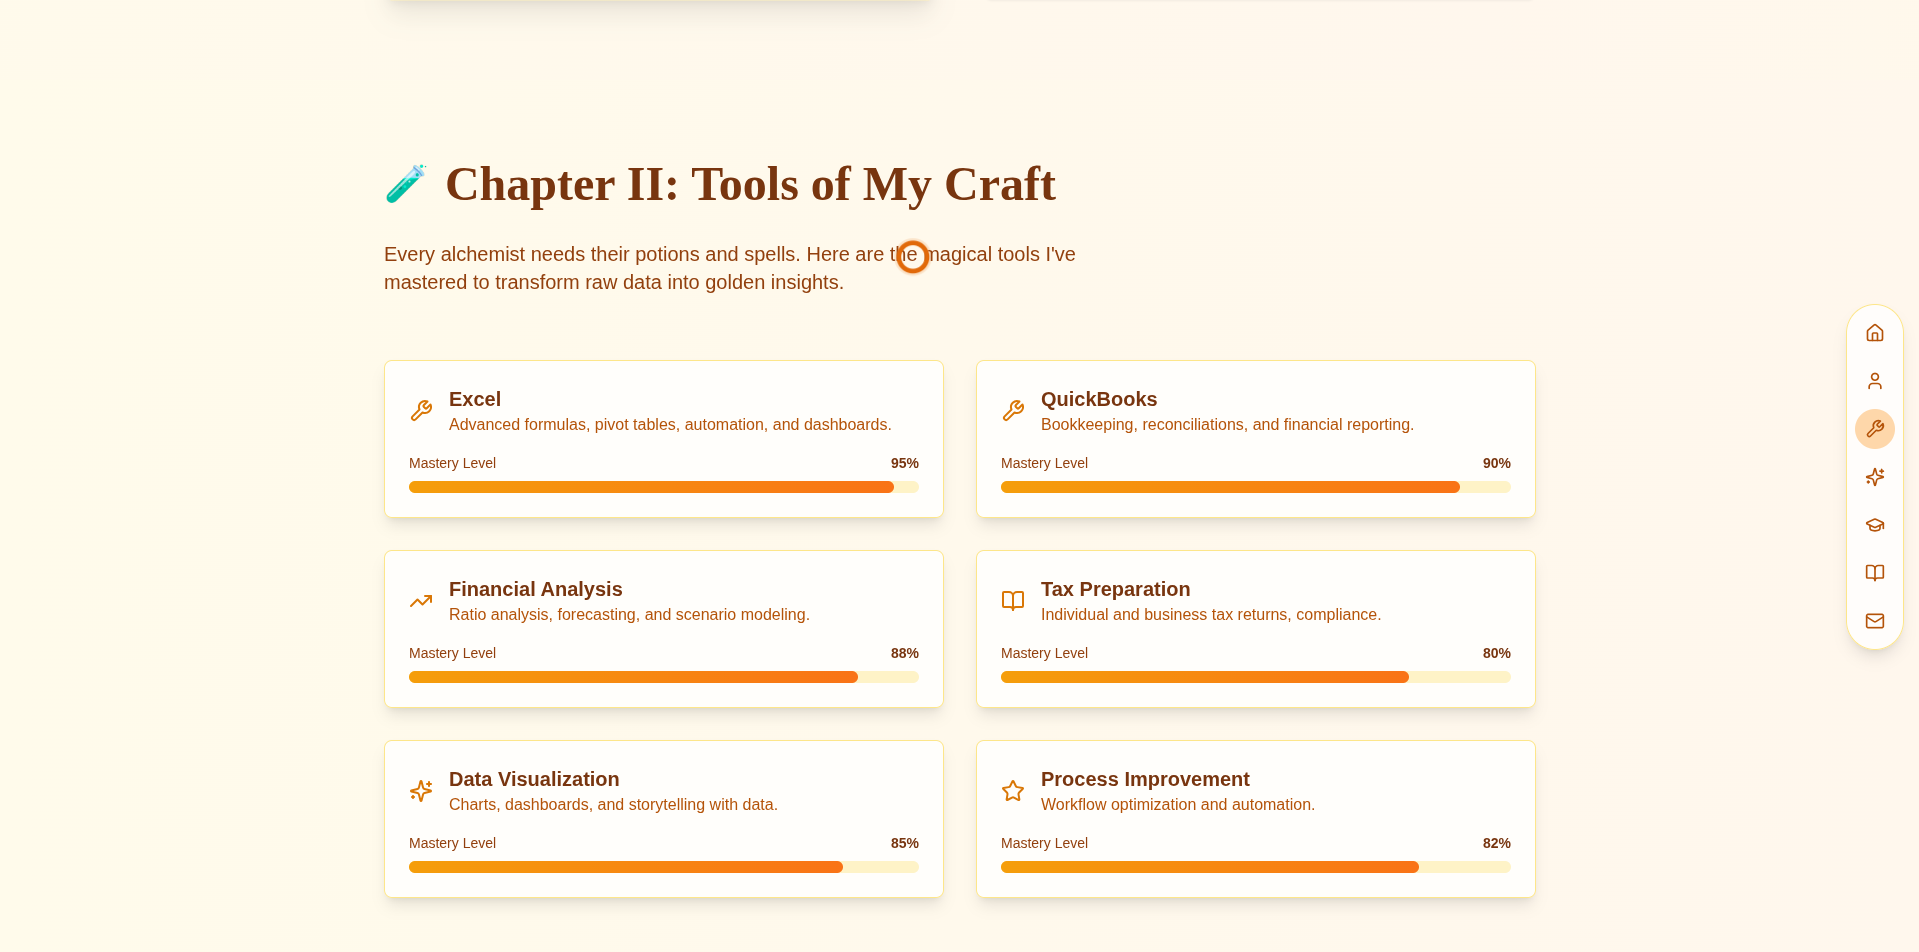 Chapter II: Tools of My Craft
Every alchemist needs their potions and spells. Here are the magical tools I've
mastered to transform raw data into golden insights.
Excel
Advanced formulas, pivot tables, automation, and dashboards.
Mastery Level 95%
QuickBooks
Bookkeeping, reconciliations, and financial reporting.
Mastery Level 90%
Financial Analysis
Ratio analysis, forecasting, and scenario modeling.
Mastery Level 88%
Tax Preparation
Individual and business tax returns, compliance.
Mastery Level 80%
Data Visualization
Charts, dashboards, and storytelling with data.
Mastery Level 85%
Process Improvement
Workflow optimization and automation.
Mastery Level 82%